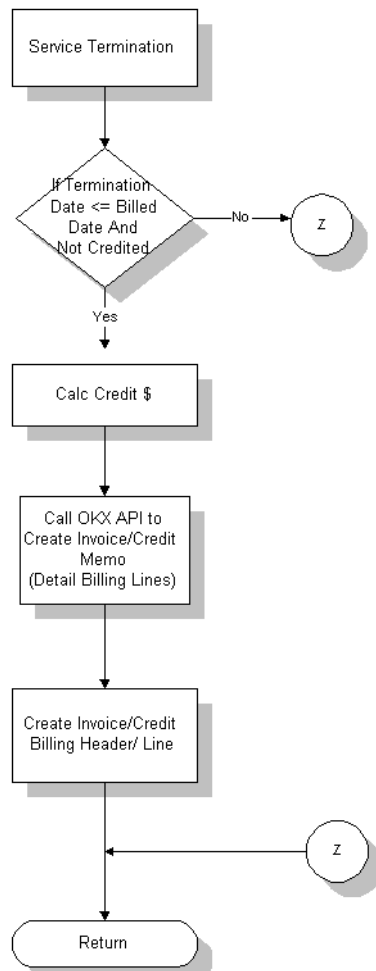 Service Termination
If Termination
Date <= Billed
Date And
Not Credited
No
Z
Yes
Calc Credit $
Call OKX API to
Create Invoice/Credit
Memo
(Detail Billing Lines)
Create Invoice/Credit
Billing Header/ Line
Z
Return